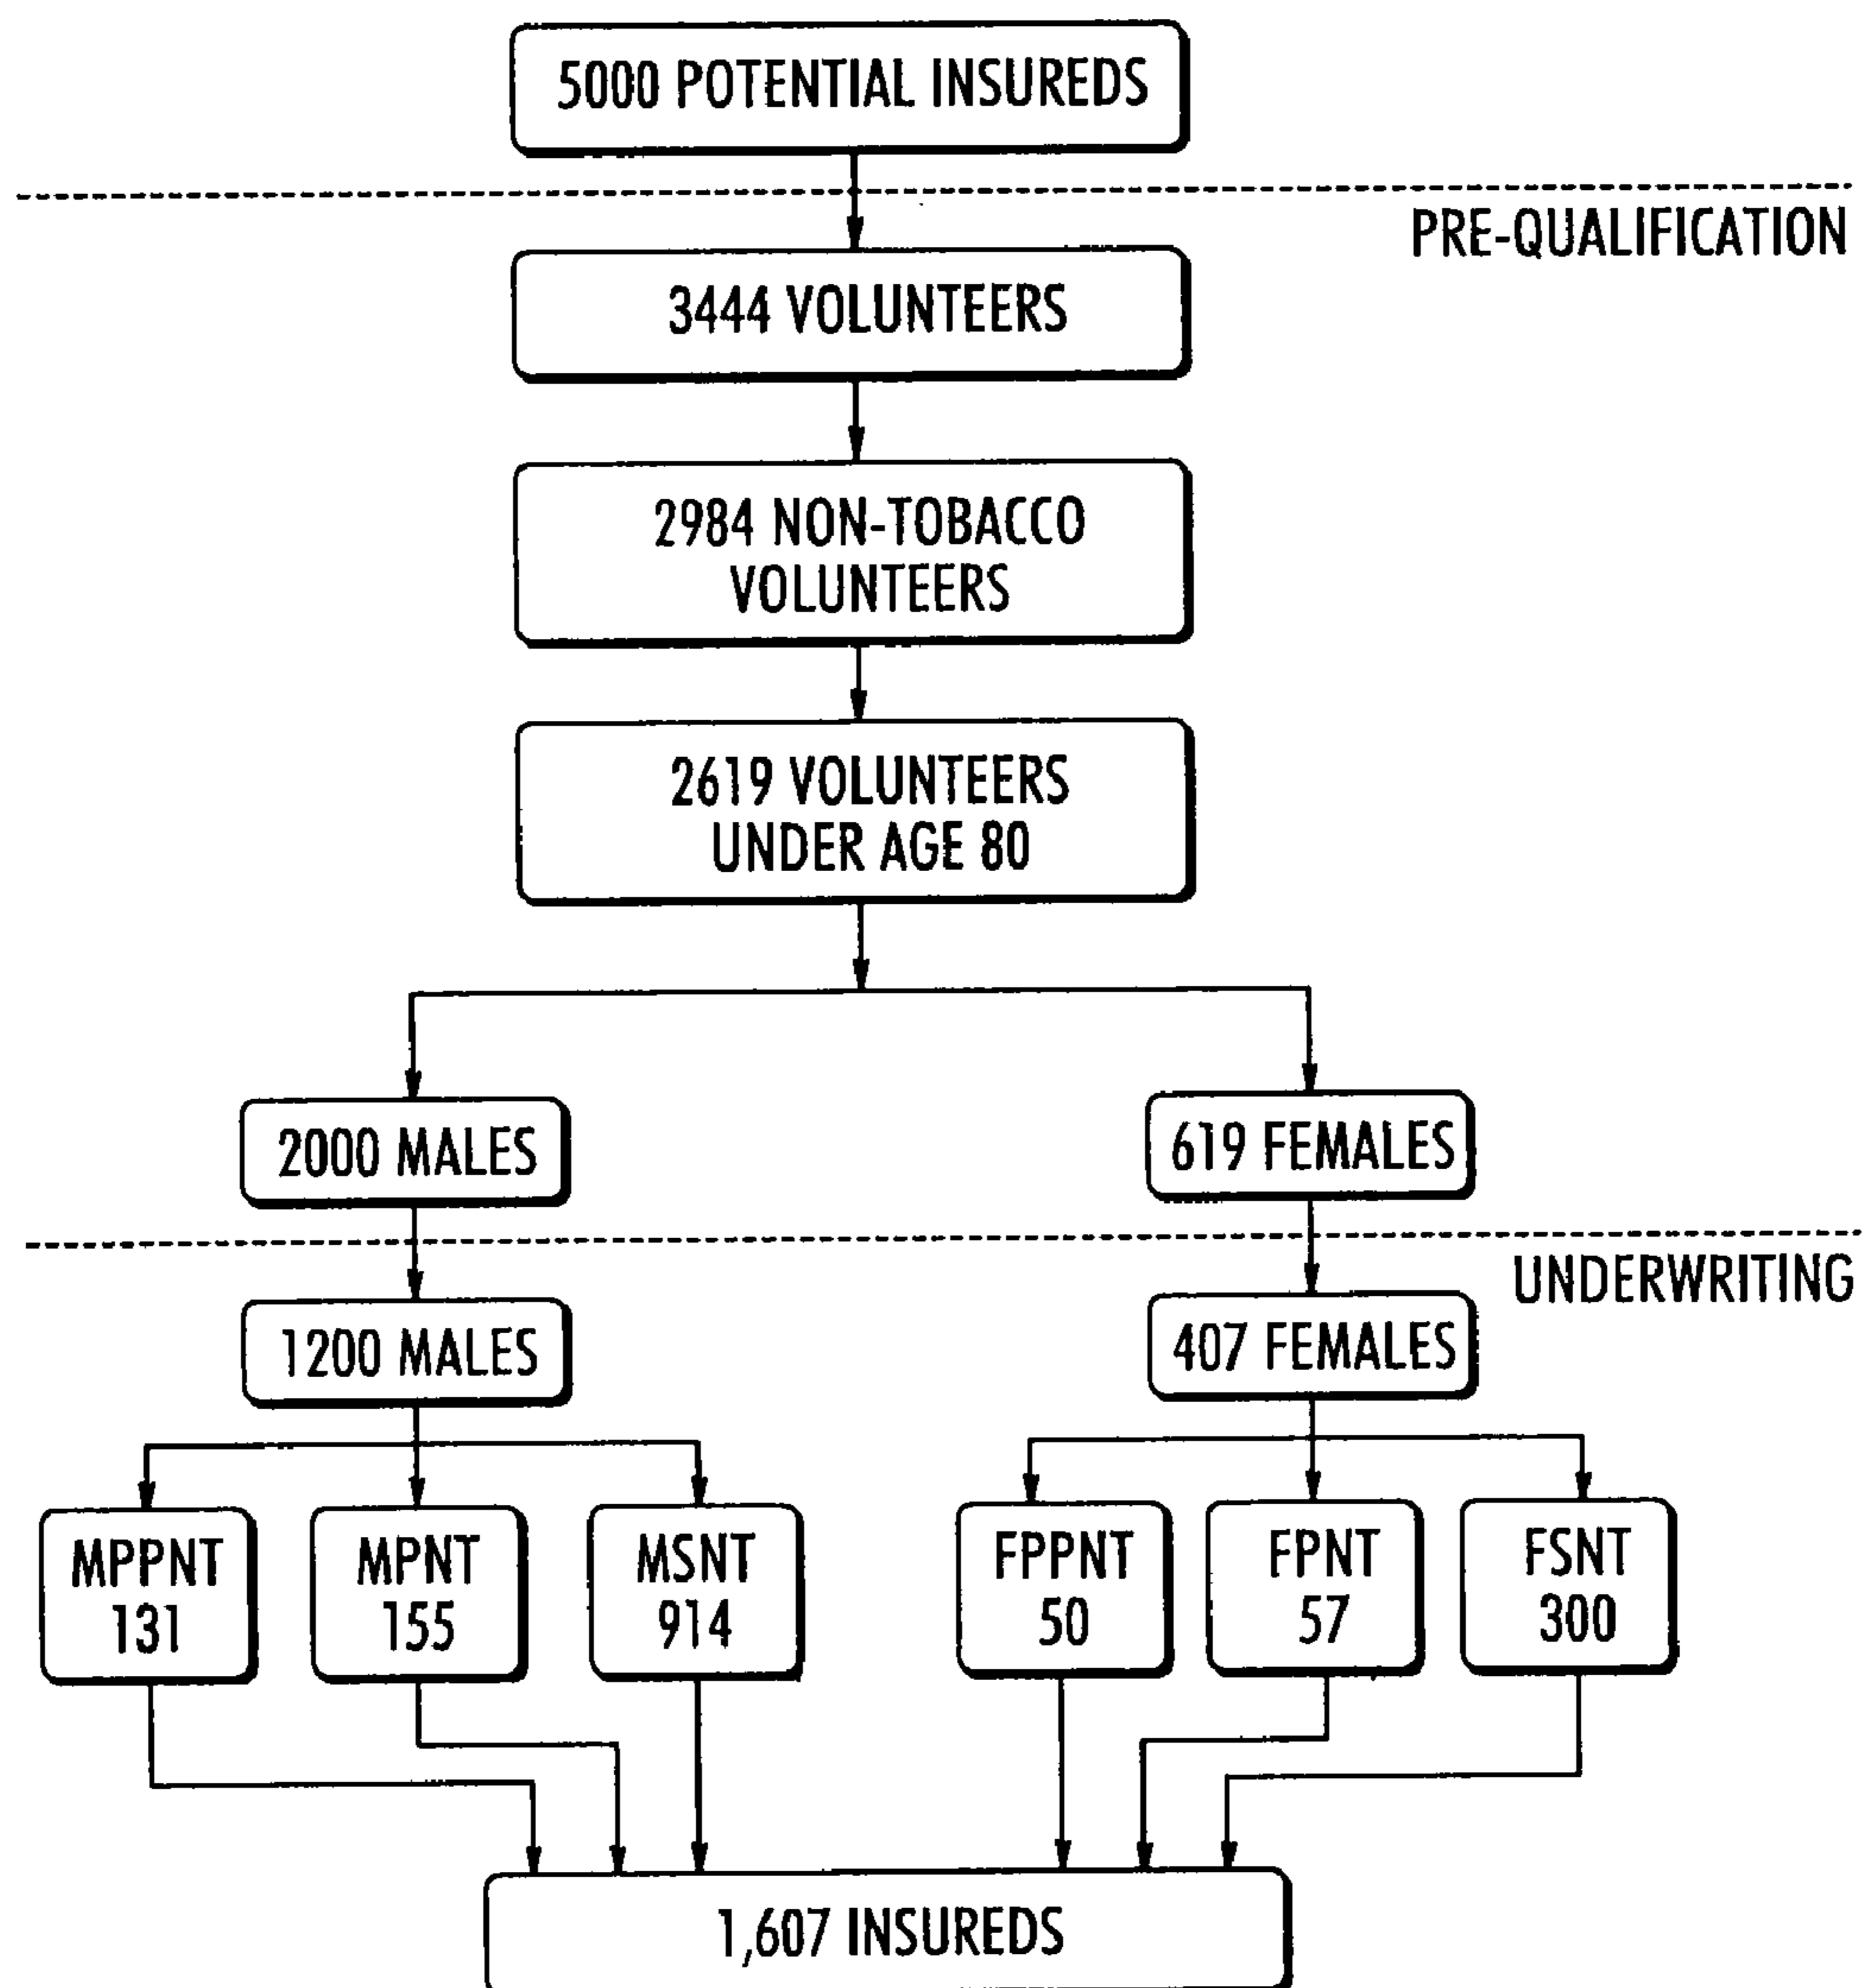 5000 POTENTIAL INSUREDS
PRE-QUALIFICATION
3444 VOLUNTEERS
2984 NON-TOBACCO
VOLUNTEERS
2619 VOLUNTEERS
UNDER AGE 80
2000 MALES
619 FEMALES
UNDERWRITING
1200 MALES
407 FEMALES
MPPNT
131
MPNT
155
MSNT
914
FPPNT
50
FPNT
57
FSNT
300
1,607 INSUREDS